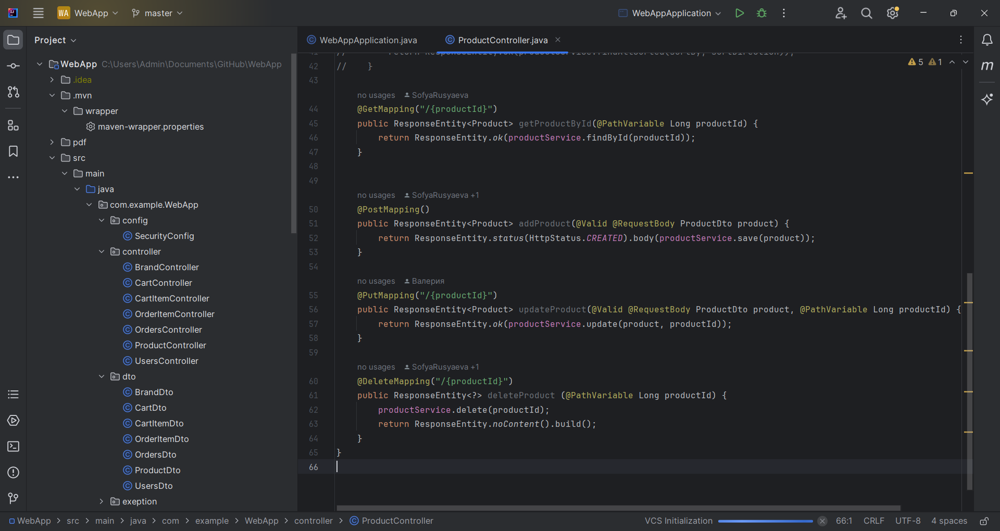 WA WebApp master WebAppApplication
Project
WebAppApplication.java ProductController.java
WebApp C:\Users\Admin\Documents\GitHub\WebApp
.idea
.mvn
wrapper
maven-wrapper.properties
pdf
src
main
java
com.example.WebApp
config
SecurityConfig
controller
BrandController
CartController
CartItemController
OrderItemController
OrdersController
ProductController
UsersController
dto
BrandDto
CartDto
CartItemDto
OrderItemDto
OrdersDto
ProductDto
UsersDto
exeption
5 1
m
42 // }
43
no usages SofyaRusyaeva
44 @GetMapping("/{productId}")
45 public ResponseEntity<Product> getProductById(@PathVariable Long productId) {
46 return ResponseEntity.ok(productService.findById(productId));
47 }
48
49
no usages SofyaRusyaeva +1
50 @PostMapping()
51 public ResponseEntity<Product> addProduct(@Valid @RequestBody ProductDto product) {
52 return ResponseEntity.status(HttpStatus.CREATED).body(productService.save(product));
53 }
54
no usages Валерия
55 @PutMapping("/{productId}")
56 public ResponseEntity<Product> updateProduct(@Valid @RequestBody ProductDto product, @PathVariable Long productId) {
57 return ResponseEntity.ok(productService.update(product, productId));
58 }
59
no usages SofyaRusyaeva +1
60 @DeleteMapping("/{productId}")
61 public ResponseEntity<?> deleteProduct (@PathVariable Long productId) {
62 productService.delete(productId);
63 return ResponseEntity.noContent().build();
64 }
65 }
66
WebApp > src > main > java > com > example > WebApp > controller > ProductController
VCS Initialization 66:1 CRLF UTF-8 4 spaces